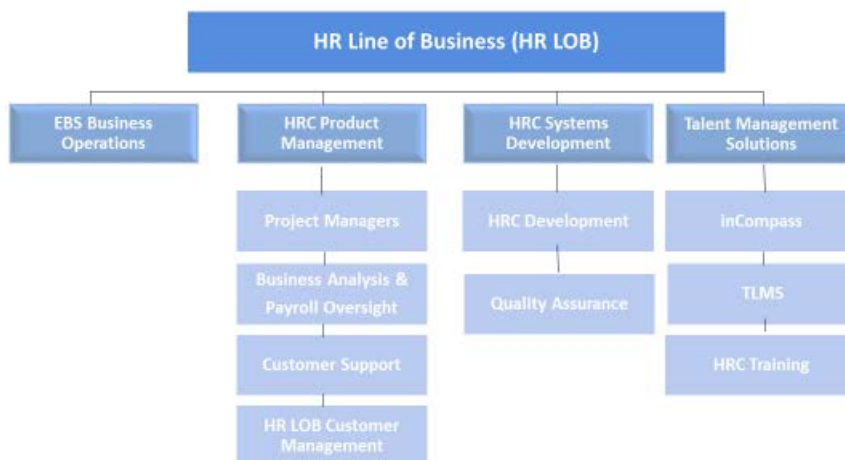 HR Line of Business (HR LOB)
EBS Business
Operations
HRC Product
Management
HRC Systems
Development
Talent Management
Solutions
Project Managers
HRC Development
inCompass
Business Analysis &
Payroll Oversight
Quality Assurance
TLMS
Customer Support
HRC Training
HR LOB Customer
Management